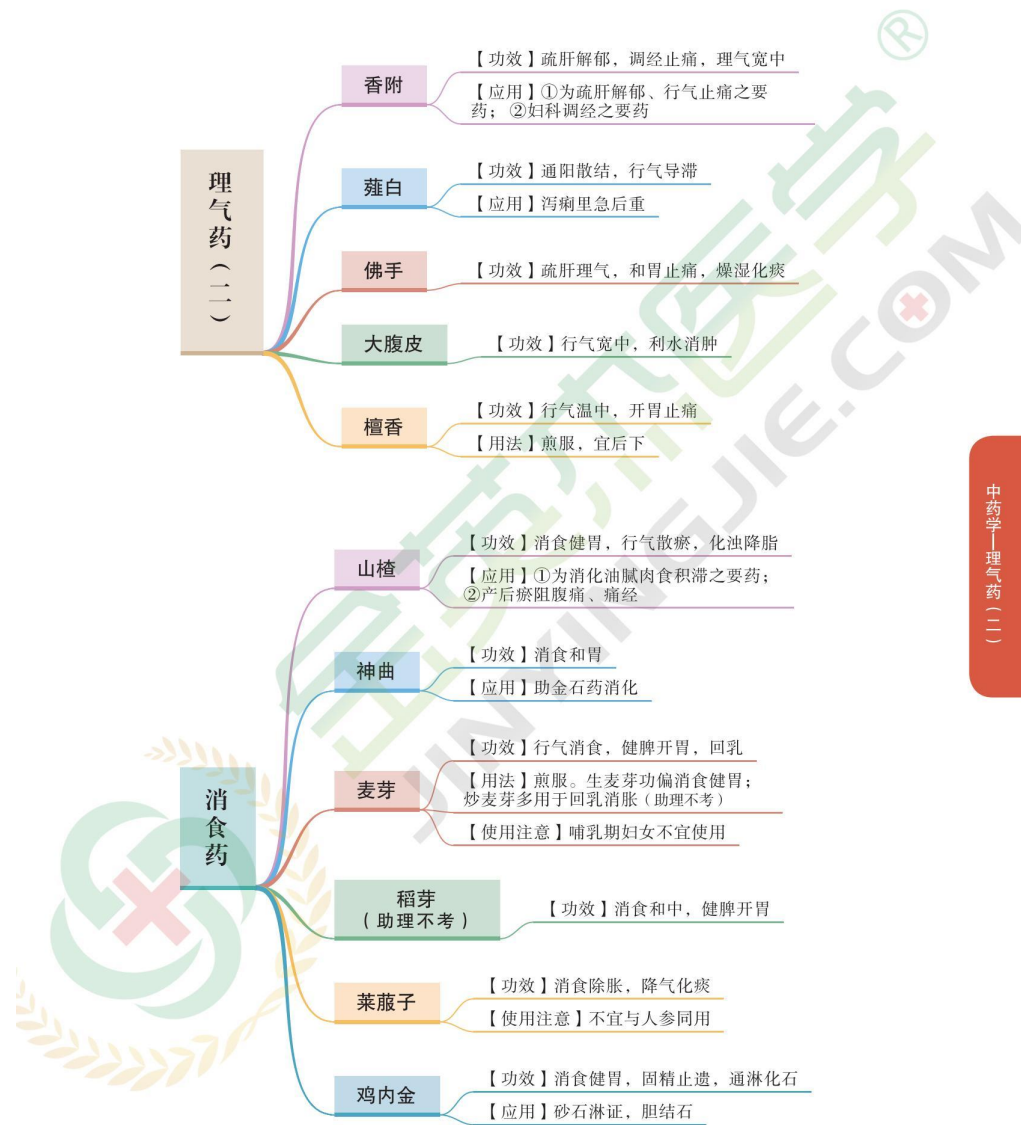 理气药（二）
香附
【功效】疏肝解郁，调经止痛，理气宽中
【应用】①为疏肝解郁、行气止痛之要
药；②妇科调经之要药
薤白
【功效】通阳散结，行气导滞
【应用】泻痢里急后重
佛手
【功效】疏肝理气，和胃止痛，燥湿化痰
大腹皮
【功效】行气宽中，利水消肿
檀香
【功效】行气温中，开胃止痛
【用法】煎服，宜后下
消食药
山楂
【功效】消食健胃，行气散瘀，化浊降脂
【应用】①为消化油腻肉食积滞之要药；
②产后瘀阻腹痛、痛经
神曲
【功效】消食和胃
【应用】助金石药消化
麦芽
【功效】行气消食，健脾开胃，回乳
【用法】煎服。生麦芽功偏消食健胃；
炒麦芽多用于回乳消胀（助理不考）
【使用注意】哺乳期妇女不宜使用
稻芽
（助理不考）
【功效】消食和中，健脾开胃
莱菔子
【功效】消食除胀，降气化痰
【使用注意】不宜与人参同用
鸡内金
【功效】消食健胃，固精止遗，通淋化石
【应用】砂石淋证，胆结石
中药学—理气药（二）
金英杰医学®
JINYINGJIE.COM